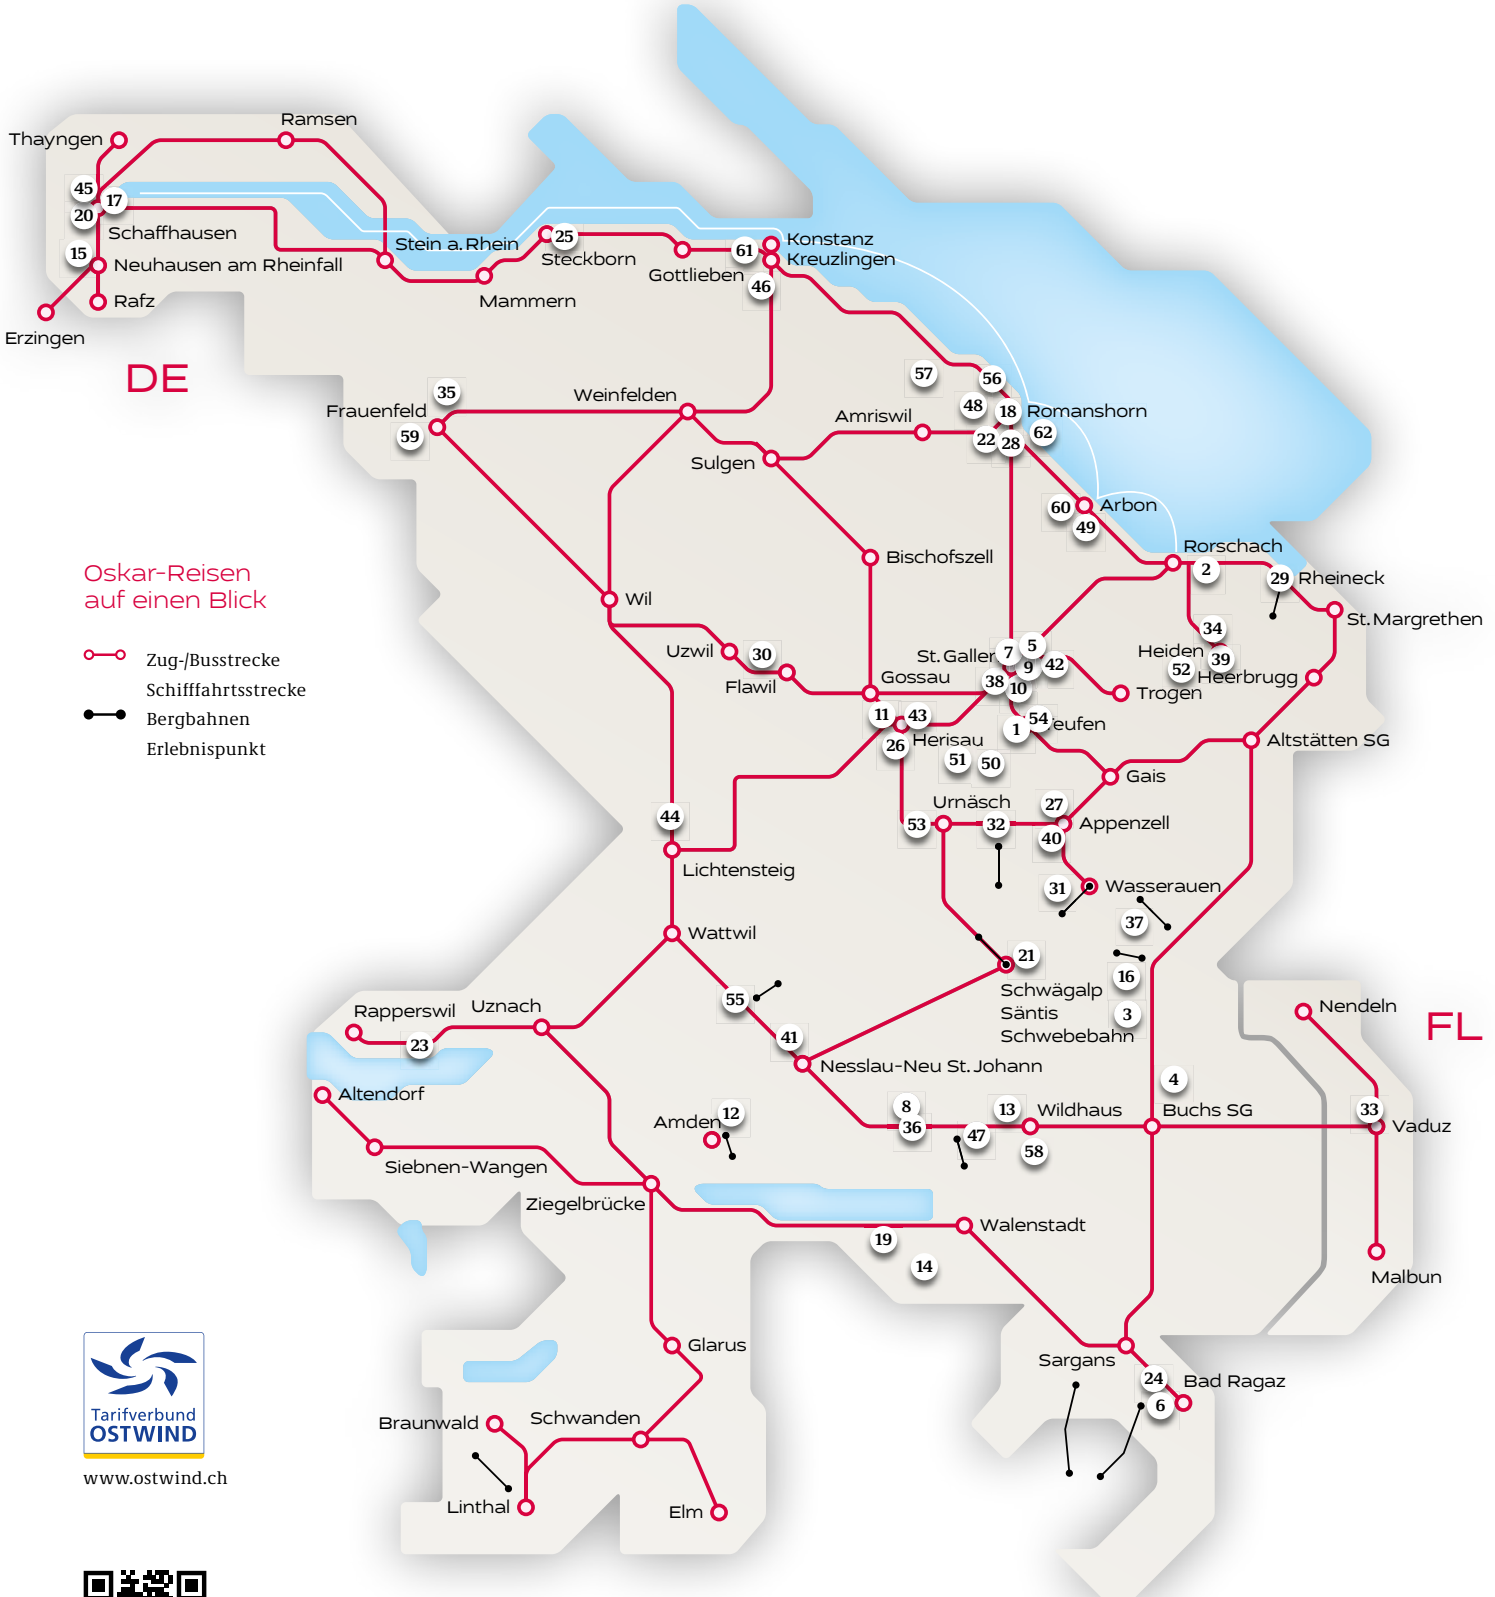 Ramsen
Thayngen
45
17
20
Schaffhausen
15
Neuhausen am Rheinfall
Rafz
Erzingen
DE
Stein a. Rhein
25
Steckborn
Mammern
Gottlieben
61
Konstanz
Kreuzlingen
46
57
56
35
Weinfelden
48
Frauenfeld
18
Romanshorn
Amriswil
59
22
28
62
Sulgen
60
Arbon
49
Bischofszell
Rorschach
2
29
Rheineck
Oskar-Reisen
auf einen Blick
Zug-/Busstrecke
Schifffahrtsstrecke
Bergbahnen
Erlebnispunkt
Wil
St. Margrethen
34
Uzwil
30
Flawil
Gossau
St. Galler
7
5
9
42
38
10
Heiden
39
52
Heerbrugg
Trogen
11
43
26
Herisau
1
54
eufen
51
50
Altstätten SG
Gais
Urnäsch
27
44
53
32
Appenzell
40
Lichtensteig
31
Wasserauen
37
Wattwil
21
16
Schwägalp
Säntis
Schwebebahn
3
55
Rapperswil
Uznach
23
41
Nendeln
FL
Nesslau-Neu St. Johann
4
Altendorf
12
Amden
8
36
13
Wildhaus
Buchs SG
33
Vaduz
47
58
Siebnen-Wangen
Ziegelbrücke
Walenstadt
19
14
Malbun
Glarus
Sargans
24
Bad Ragaz
6
Braunwald
Schwanden
Linthal
Elm
Tarifverbund
OSTWIND
www.ostwind.ch